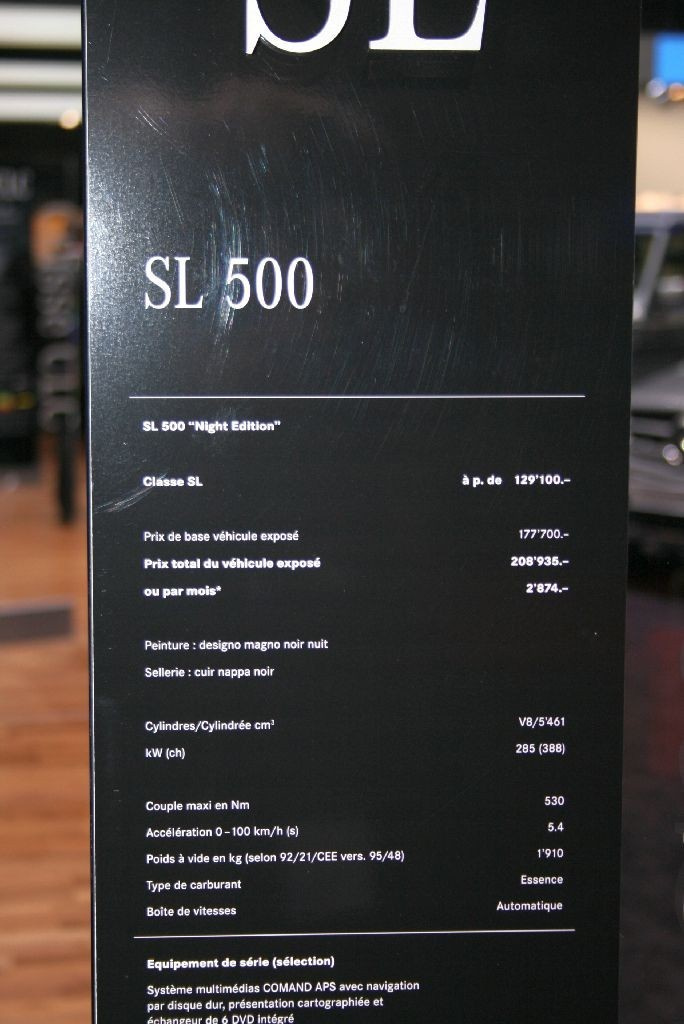 SL
SL 500
SL 500 "Night Edition"
Classe SL à p. de 129'100.–
Prix de base véhicule exposé 177'700.–
Prix total du véhicule exposé 208'935.–
ou par mois* 2'874.–
Peinture : designo magno noir nuit
Sellerie : cuir nappa noir
Cylindres/Cylindrée cm³ V8/5'461
kW (ch) 285 (388)
Couple maxi en Nm 530
Accélération 0–100 km/h (s) 5.4
Poids à vide en kg (selon 92/21/CEE vers. 95/48) 1'910
Type de carburant Essence
Boîte de vitesses Automatique
Equipement de série (sélection)
Système multimédias COMAND APS avec navigation
par disque dur, présentation cartographiée et
échangeur de 6 DVD intégré